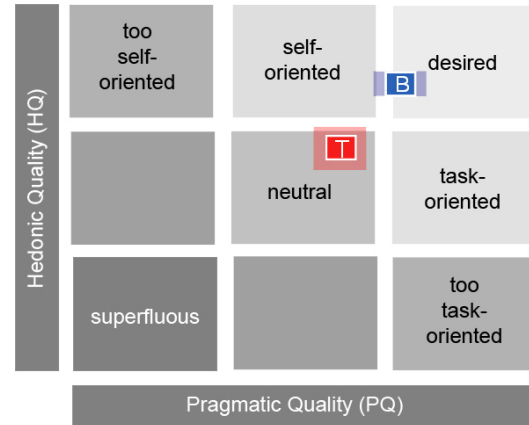 too
self-
oriented
self-
oriented
desired
B
T
neutral
task-
oriented
superfluous
too
task-
oriented
Hedonic Quality (HQ)
Pragmatic Quality (PQ)